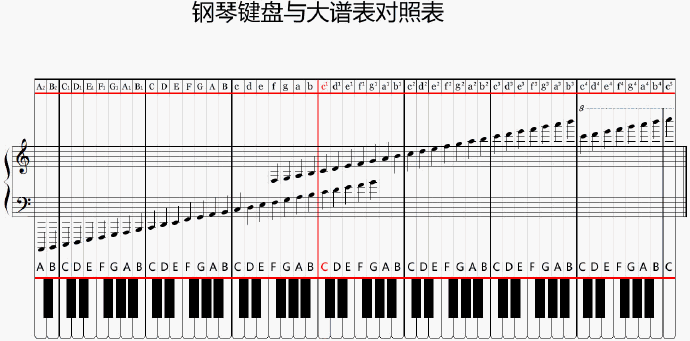 钢琴键盘与大谱表对照表
A₂ B₂ C₁ D₁ E₁ F₁ G₁ A₁ B₁ C D E F G A B c d e f g a b c¹ d¹ e¹ f¹ g¹ a¹ b¹ c² d² e² f² g² a² b² c³ d³ e³ f³ g³ a³ b³ c⁴ d⁴ e⁴ f⁴ g⁴ a⁴ b⁴ c⁵
8
A B C D E F G A B C D E F G A B C D E F G A B C D E F G A B C D E F G A B C D E F G A B C D E F G A B C